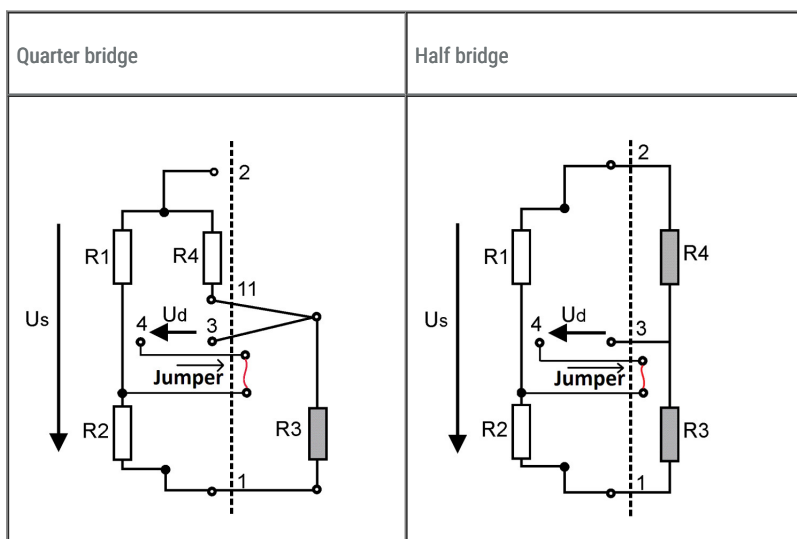 Quarter bridge
Half bridge
2
R1
R4
11
Us
4
Ud
3
Jumper
R2
R3
1
2
R1
R4
Us
4
Ud
3
Jumper
R2
R3
1